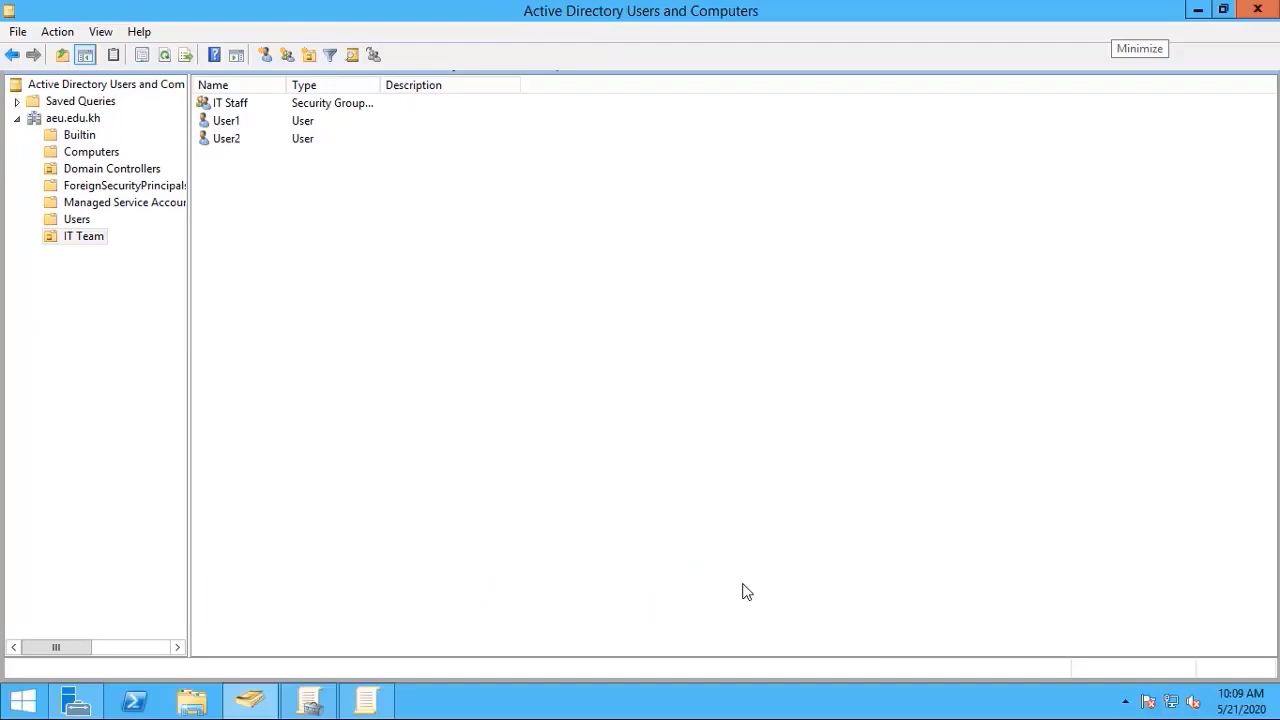 Active Directory Users and Computers
File Action View Help
Minimize
Active Directory Users and Com
Name Type Description
Saved Queries
aeu.edu.kh
Builtin
Computers
Domain Controllers
ForeignSecurityPrincipals
Managed Service Accour
Users
IT Team
IT Staff Security Group...
User1 User
User2 User
10:09 AM
5/21/2020